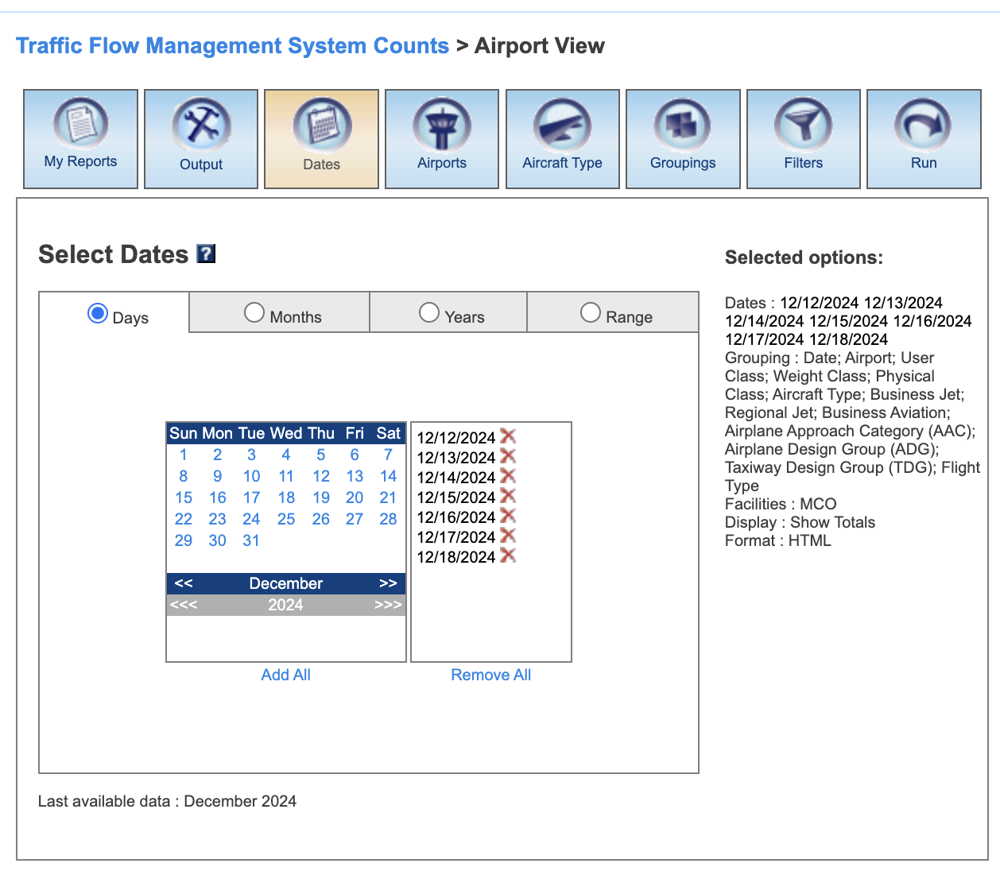 Traffic Flow Management System Counts > Airport View
My Reports
Output
Dates
Airports
Aircraft Type
Groupings
Filters
Run
Select Dates ?
Days
Months
Years
Range
Sun Mon Tue Wed Thu Fri Sat
1 2 3 4 5 6 7
8 9 10 11 12 13 14
15 16 17 18 19 20 21
22 23 24 25 26 27 28
29 30 31
<< December >>
<<< 2024 >>>
Add All
12/12/2024
12/13/2024
12/14/2024
12/15/2024
12/16/2024
12/17/2024
12/18/2024
Remove All
Last available data : December 2024
Selected options:
Dates : 12/12/2024 12/13/2024
12/14/2024 12/15/2024 12/16/2024
12/17/2024 12/18/2024
Grouping : Date; Airport; User
Class; Weight Class; Physical
Class; Aircraft Type; Business Jet;
Regional Jet; Business Aviation;
Airplane Approach Category (AAC);
Airplane Design Group (ADG);
Taxiway Design Group (TDG); Flight
Type
Facilities : MCO
Display : Show Totals
Format : HTML